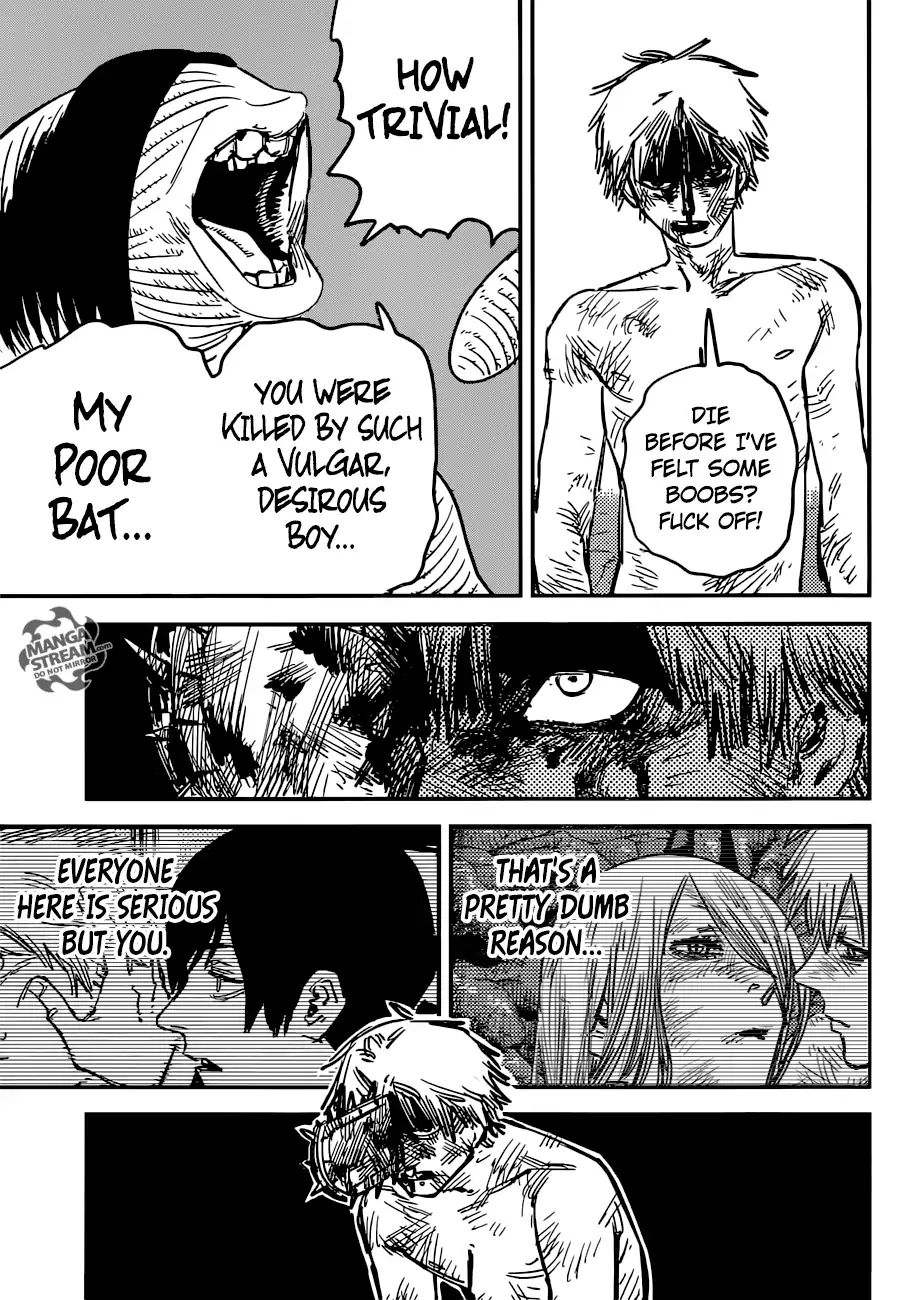 DIE
BEFORE I'VE
FELT SOME
BOOBS?
FUCK OFF!
HOW
TRIVIAL!
YOU WERE
KILLED BY SUCH
A VULGAR,
DESIROUS
BOY...
MY
POOR
BAT...
MANGA
STREAM.com
DO NOT MIRROR
THAT'S A
PRETTY DUMB
REASON...
EVERYONE
HERE IS SERIOUS
BUT YOU.